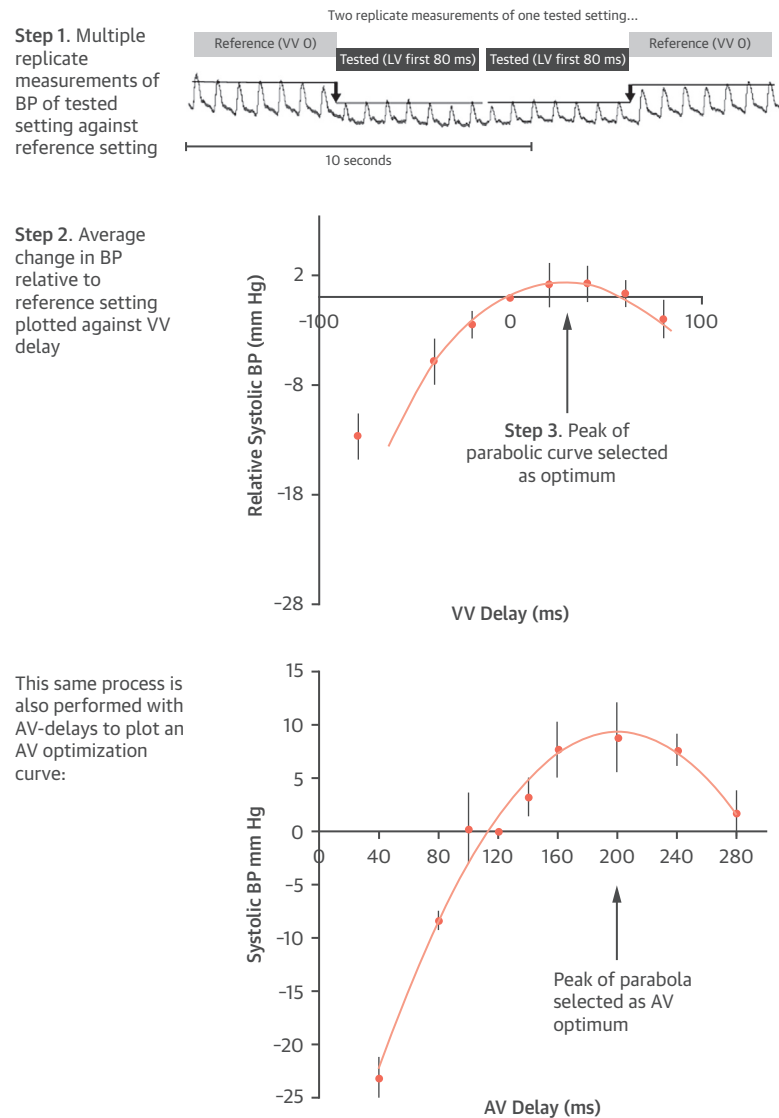 Two replicate measurements of one tested setting...
Step 1. Multiple
replicate
measurements of
BP of tested
setting against
reference setting
Reference (VV 0)
Tested (LV first 80 ms)
Tested (LV first 80 ms)
Reference (VV 0)
10 seconds
Step 2. Average
change in BP
relative to
reference setting
plotted against VV
delay
Relative Systolic BP (mm Hg)
2
-8
-18
-28
-100
0
100
Step 3. Peak of
parabolic curve selected
as optimum
VV Delay (ms)
This same process is
also performed with
AV-delays to plot an
AV optimization
curve:
Systolic BP mm Hg
15
10
5
0
-5
-10
-15
-20
-25
0
40
80
120
160
200
240
280
Peak of parabola
selected as AV
optimum
AV Delay (ms)